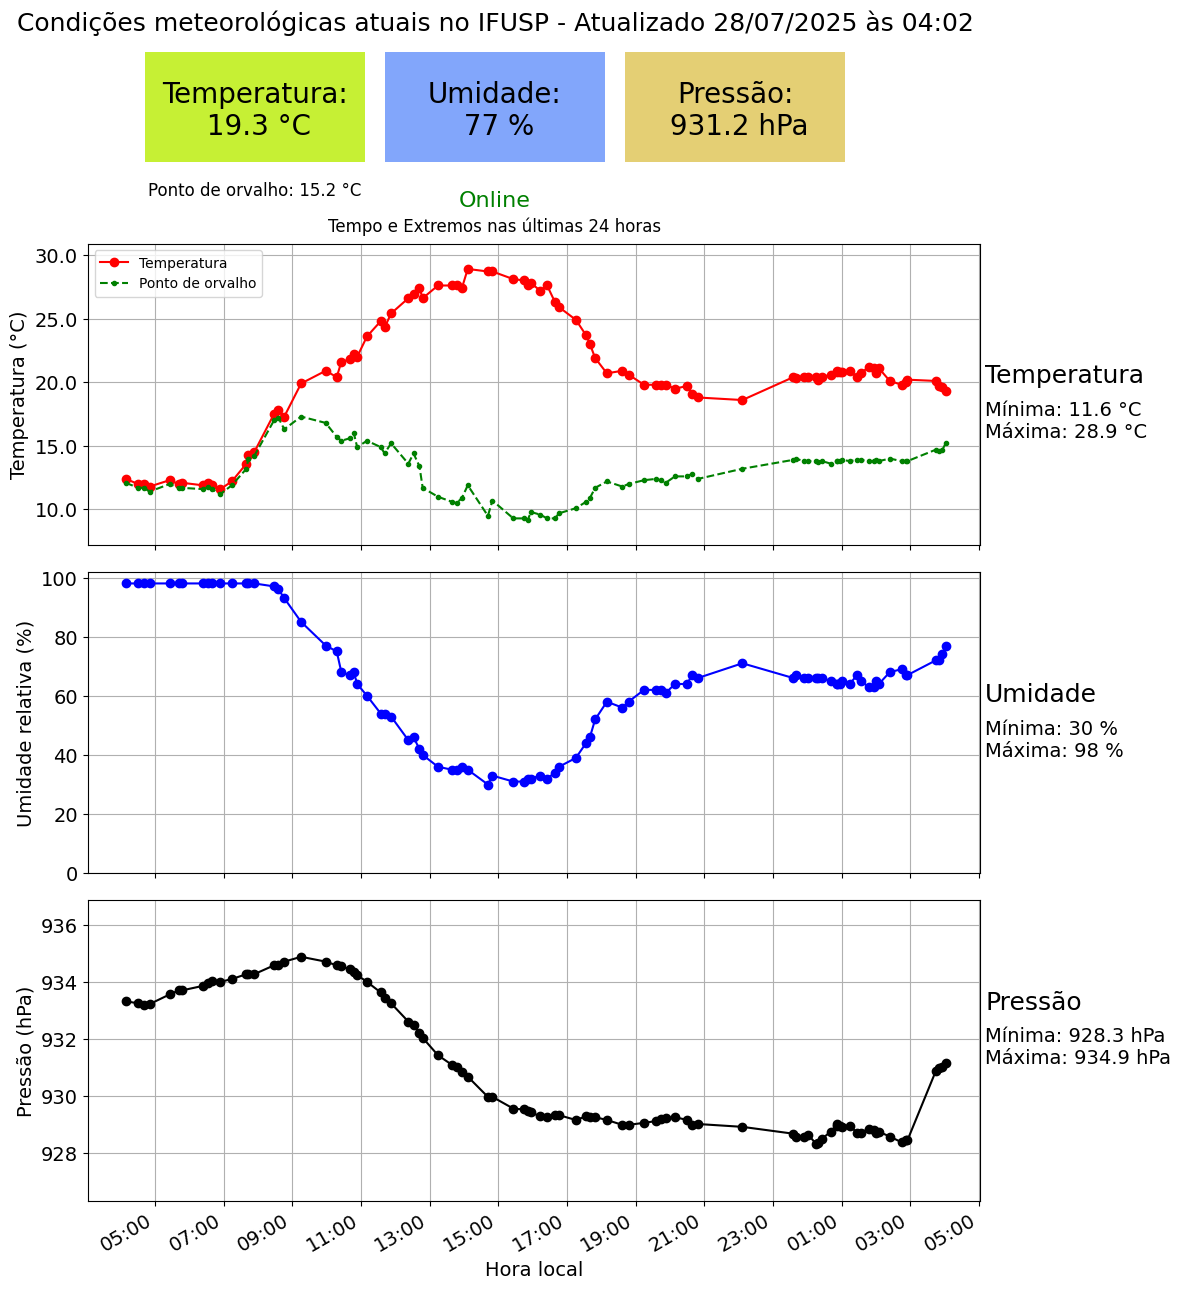 Condições meteorológicas atuais no IFUSP - Atualizado 28/07/2025 às 04:02
Temperatura:
19.3 °C
Umidade:
77 %
Pressão:
931.2 hPa
Ponto de orvalho: 15.2 °C
Online
Tempo e Extremos nas últimas 24 horas
Temperatura (°C)
30.0
25.0
20.0
15.0
10.0
Temperatura
Ponto de orvalho
Temperatura
Mínima: 11.6 °C
Máxima: 28.9 °C
Umidade relativa (%)
100
80
60
40
20
0
Umidade
Mínima: 30 %
Máxima: 98 %
Pressão (hPa)
936
934
932
930
928
Pressão
Mínima: 928.3 hPa
Máxima: 934.9 hPa
05:00 07:00 09:00 11:00 13:00 15:00 17:00 19:00 21:00 23:00 01:00 03:00 05:00
Hora local